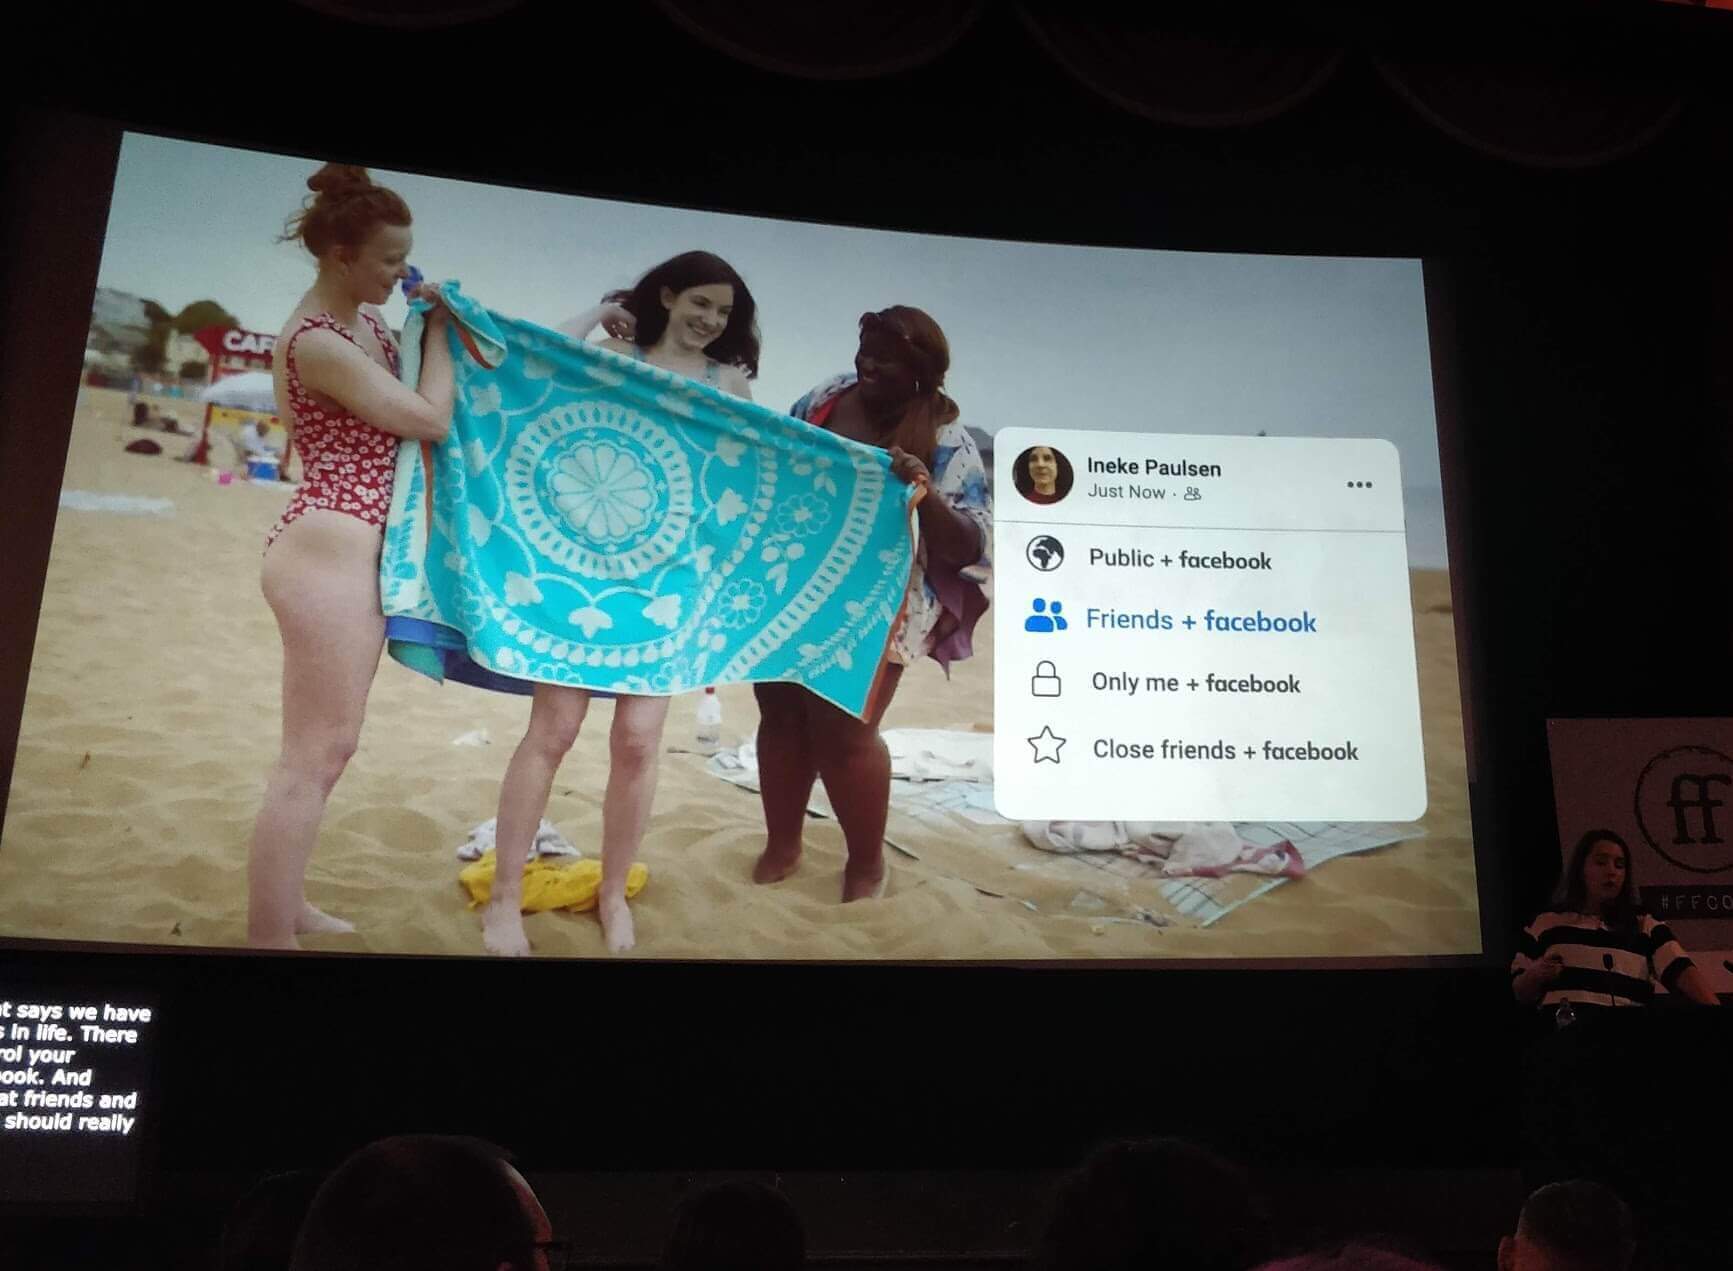 CAFE
Ineke Paulsen
Just Now ·
Public + facebook
Friends + facebook
Only me + facebook
Close friends + facebook
ff
#FFCO
t says we have
s in life. There
rol your
ook. And
at friends and
should really